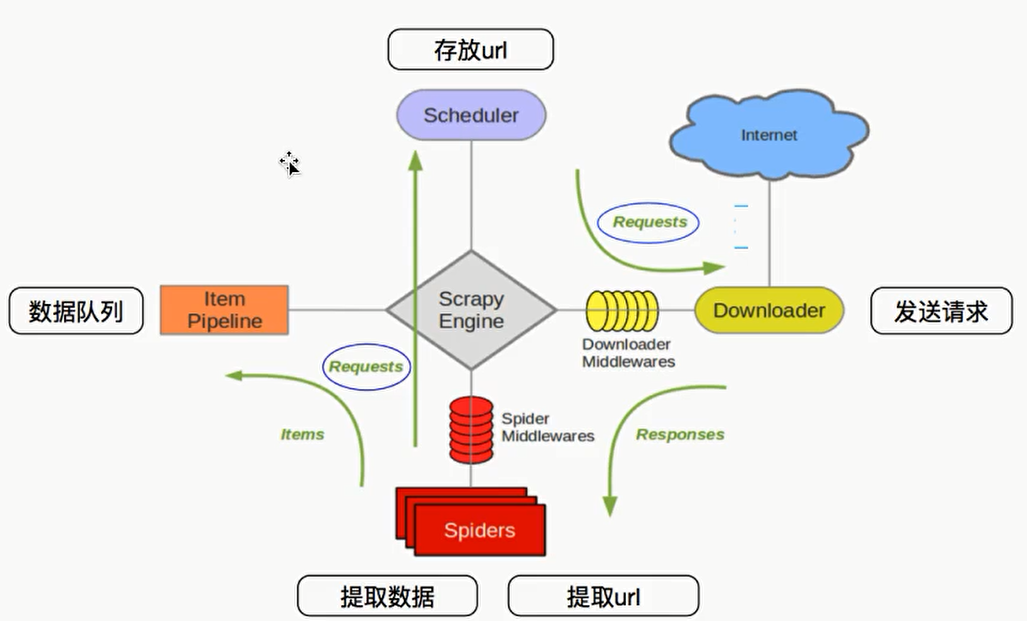 存放url
Scheduler
Internet
Requests
数据队列
Item
Pipeline
Scrapy
Engine
Downloader
发送请求
Downloader
Middlewares
Requests
Items
Spider
Middlewares
Responses
Spiders
提取数据
提取url